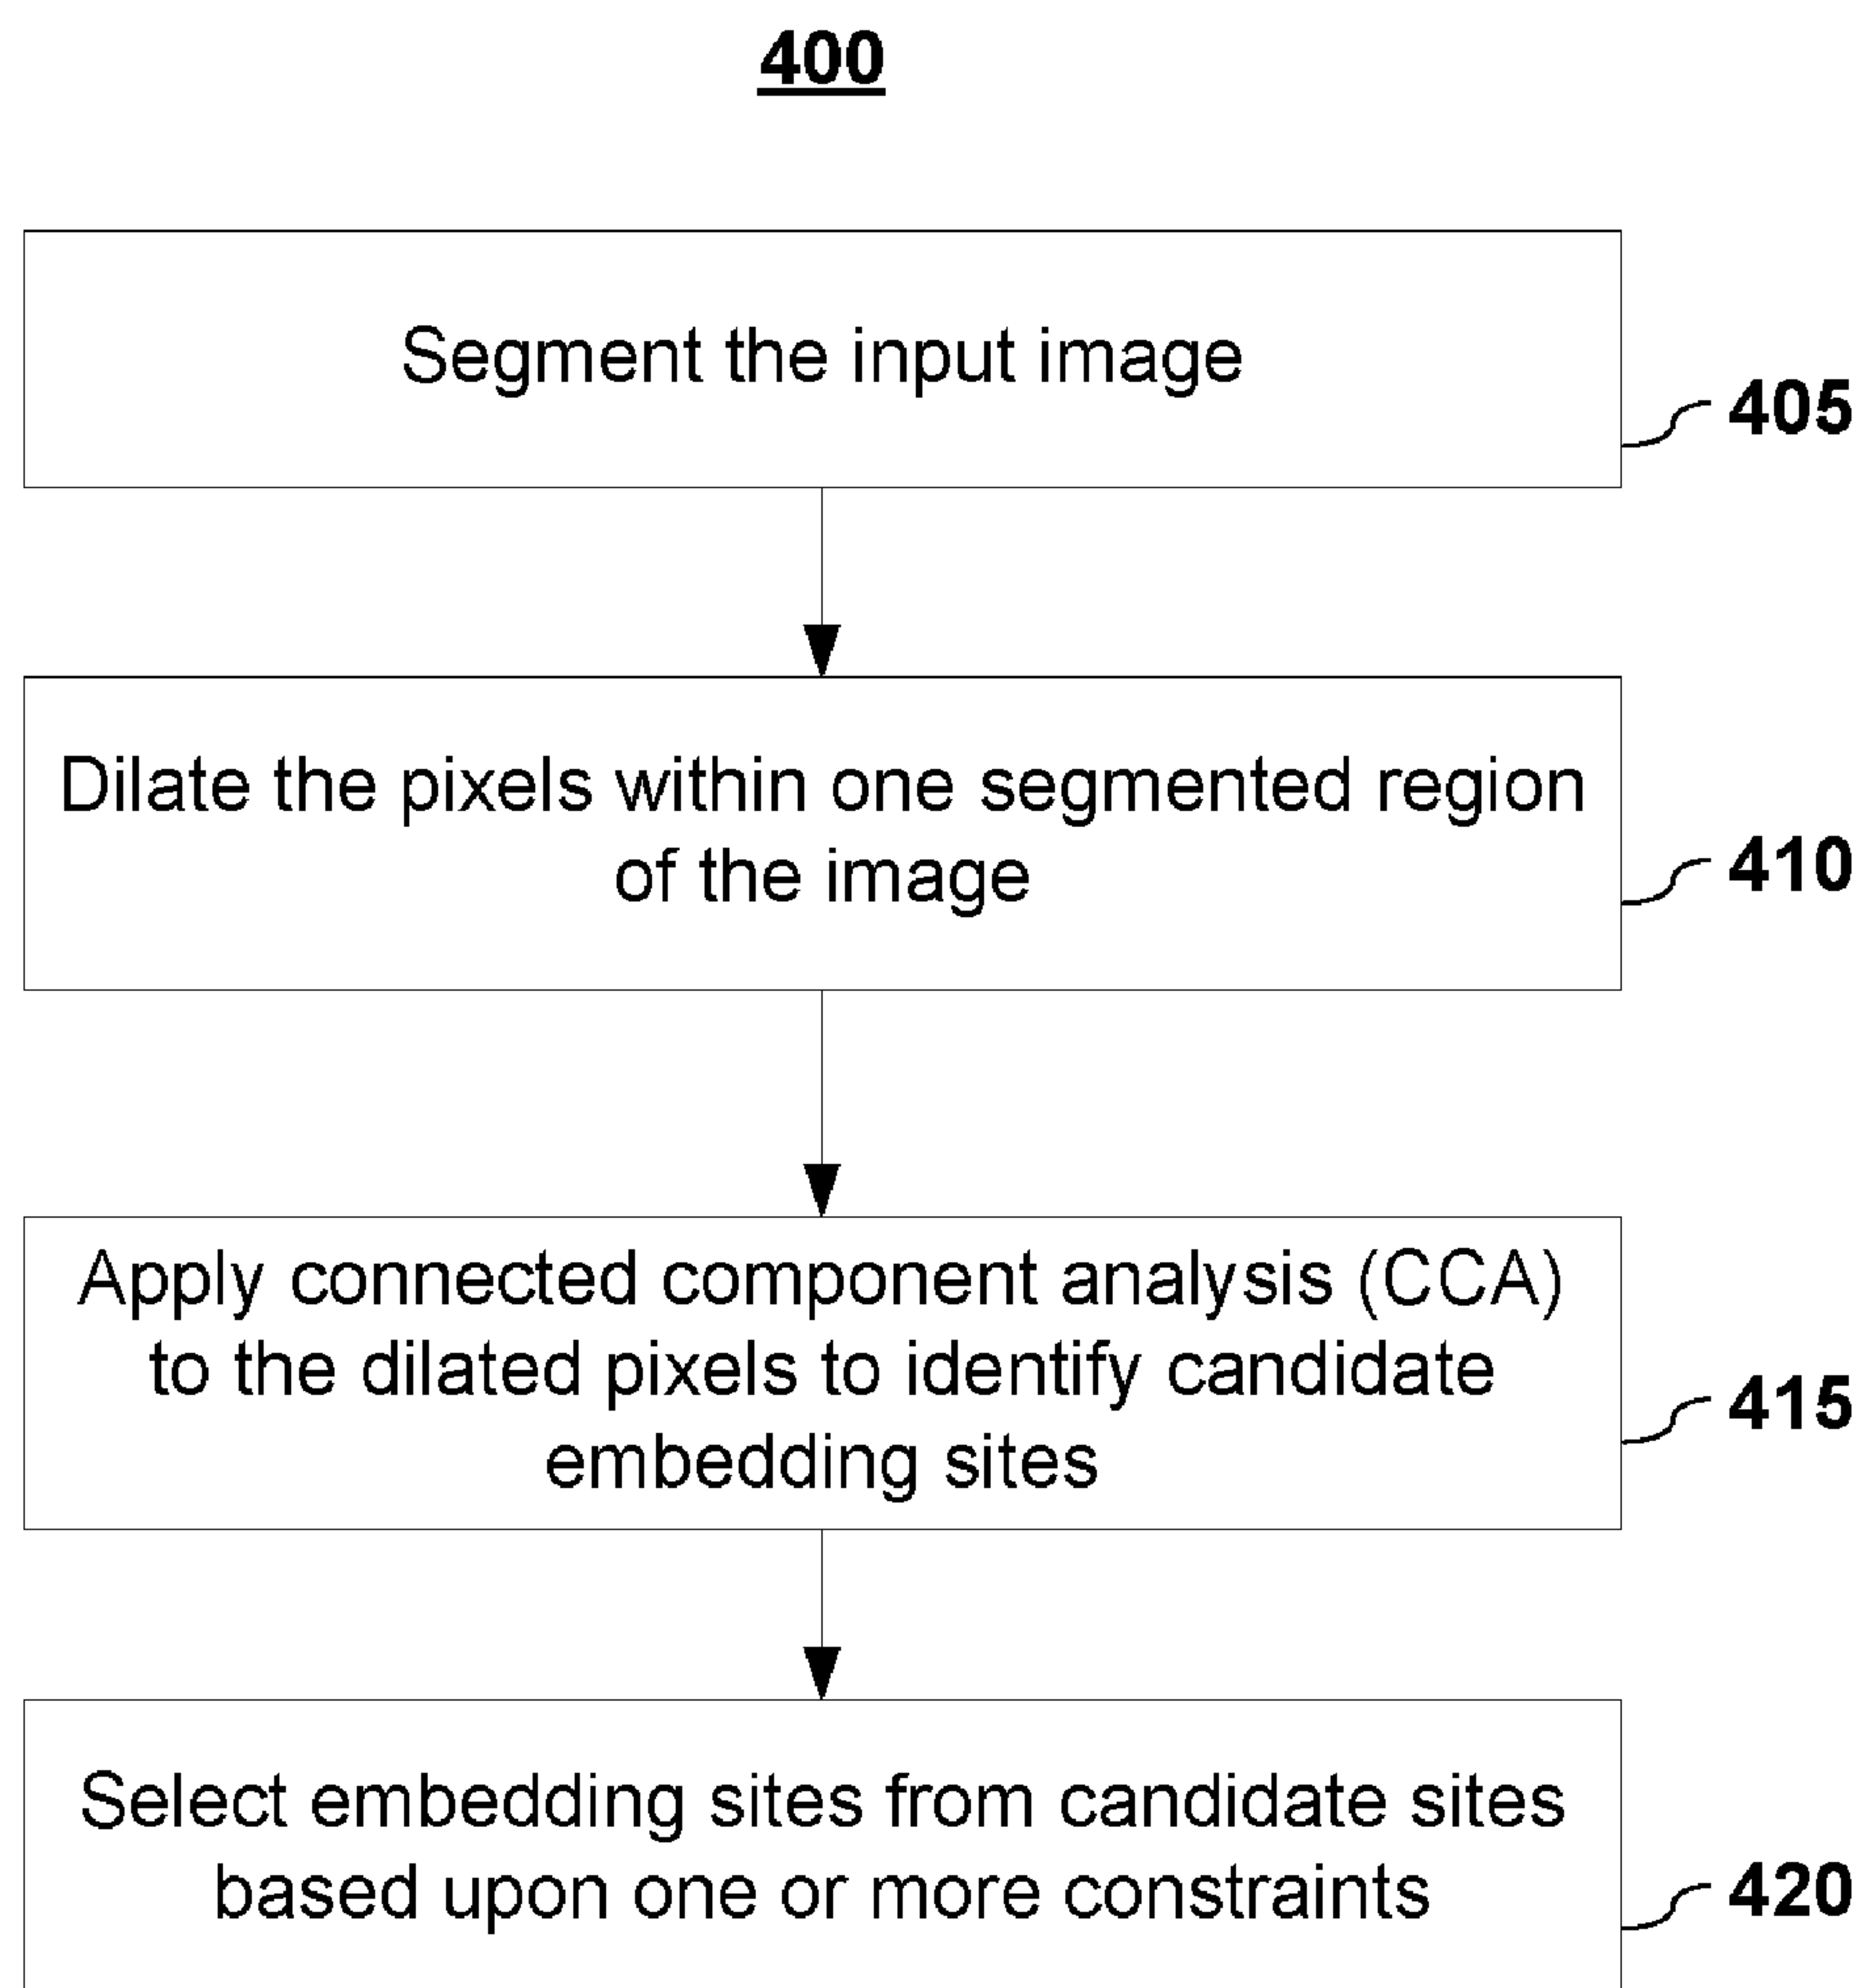 400
Segment the input image
405
Dilate the pixels within one segmented region
of the image
410
Apply connected component analysis (CCA)
to the dilated pixels to identify candidate
embedding sites
415
Select embedding sites from candidate sites
based upon one or more constraints
420